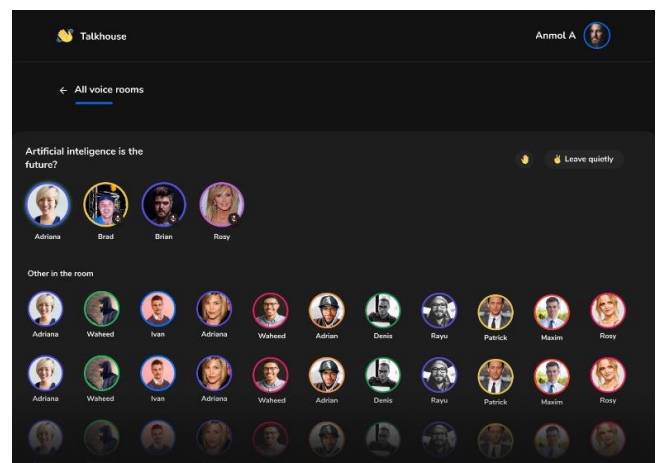 Talkhouse
Anmol A
← All voice rooms
Artificial inteligence is the
future?
Leave quietly
Adriana Brad Brian Rosy
Other in the room
Adriana Waheed Ivan Adriana Waheed Adrian Denis Rayu Patrick Maxim Rosy
Adriana Waheed Ivan Adriana Waheed Adrian Denis Rayu Patrick Maxim Rosy